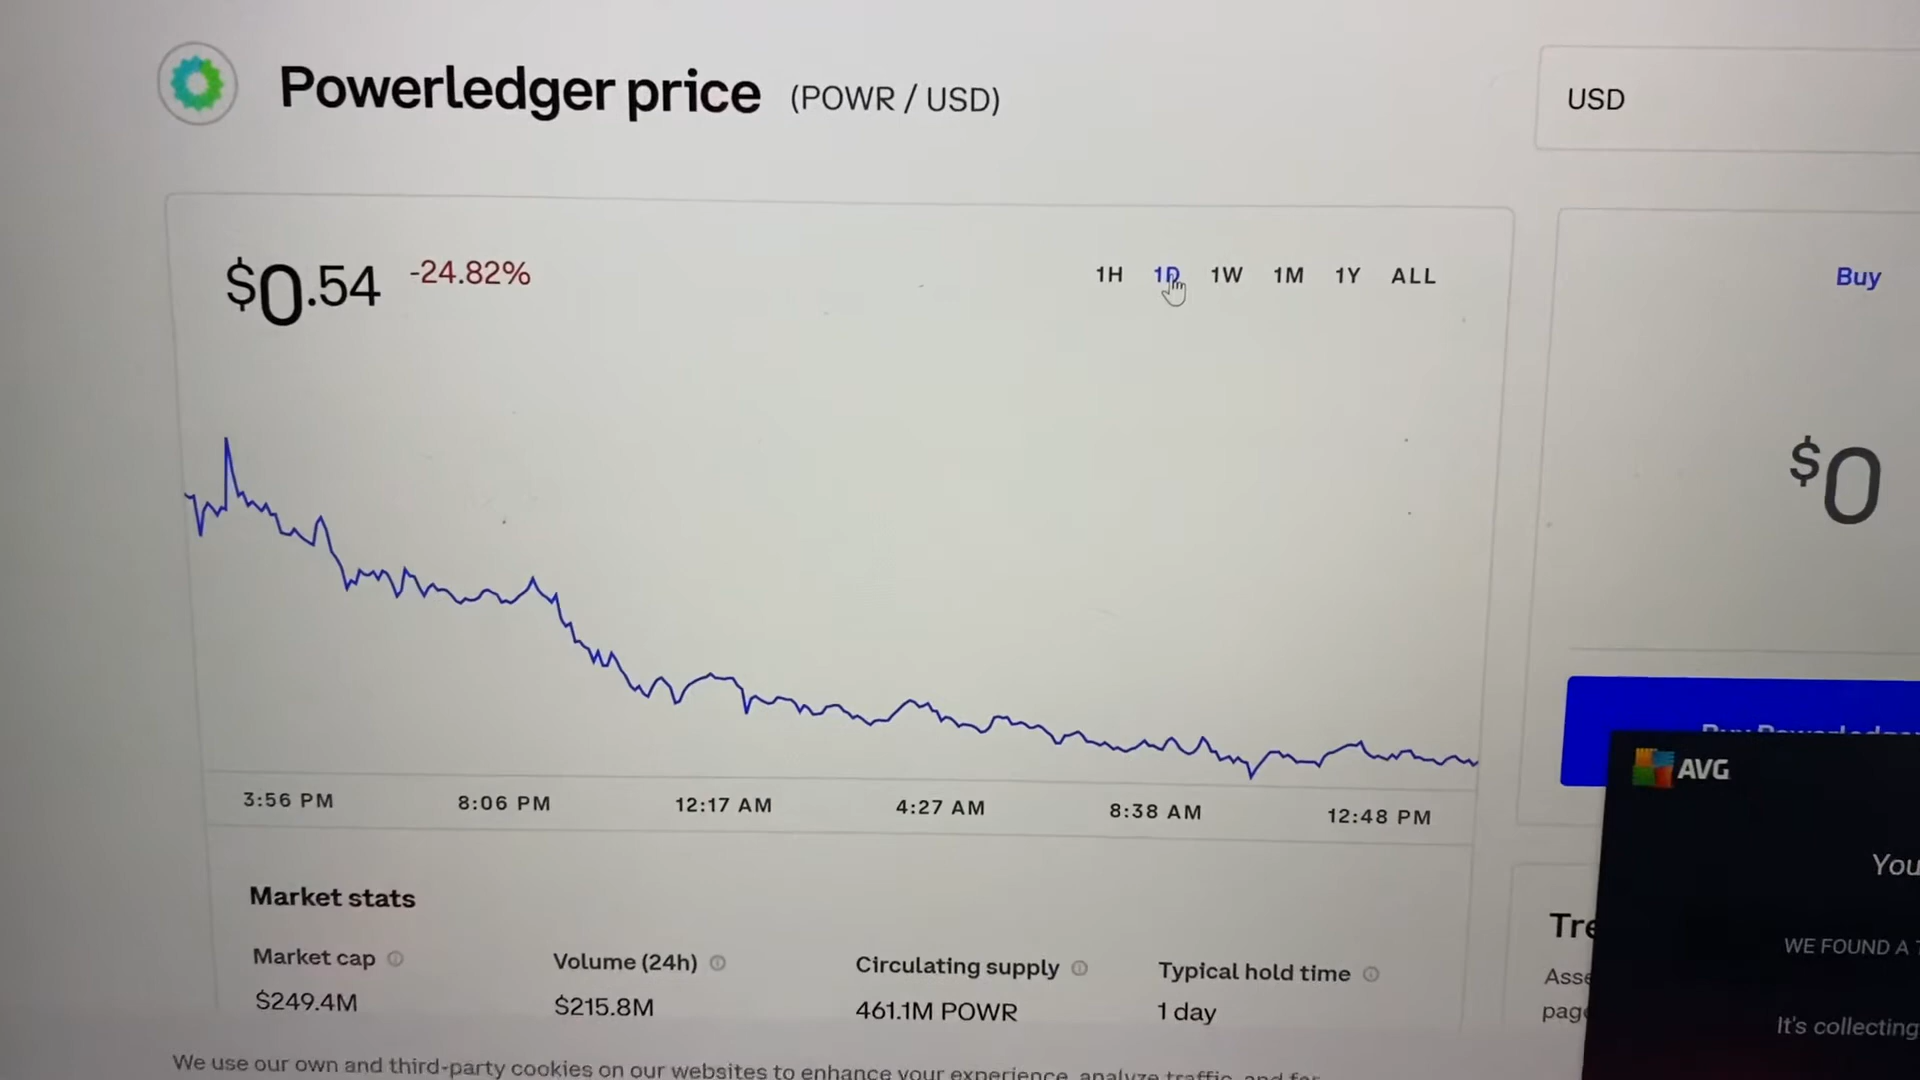 Powerledger price (POWR / USD)
USD
$0.54 -24.82%
1H 1D 1W 1M 1Y ALL
Buy
$0
3:56 PM 8:06 PM 12:17 AM 4:27 AM 8:38 AM 12:48 PM
AVG
You
WE FOUND A
It's collecting
Market stats
Market cap Volume (24h) Circulating supply Typical hold time
$249.4M $215.8M 461.1M POWR 1 day
We use our own and third-party cookies on our websites to enhance your experience, analyze traffic, and for